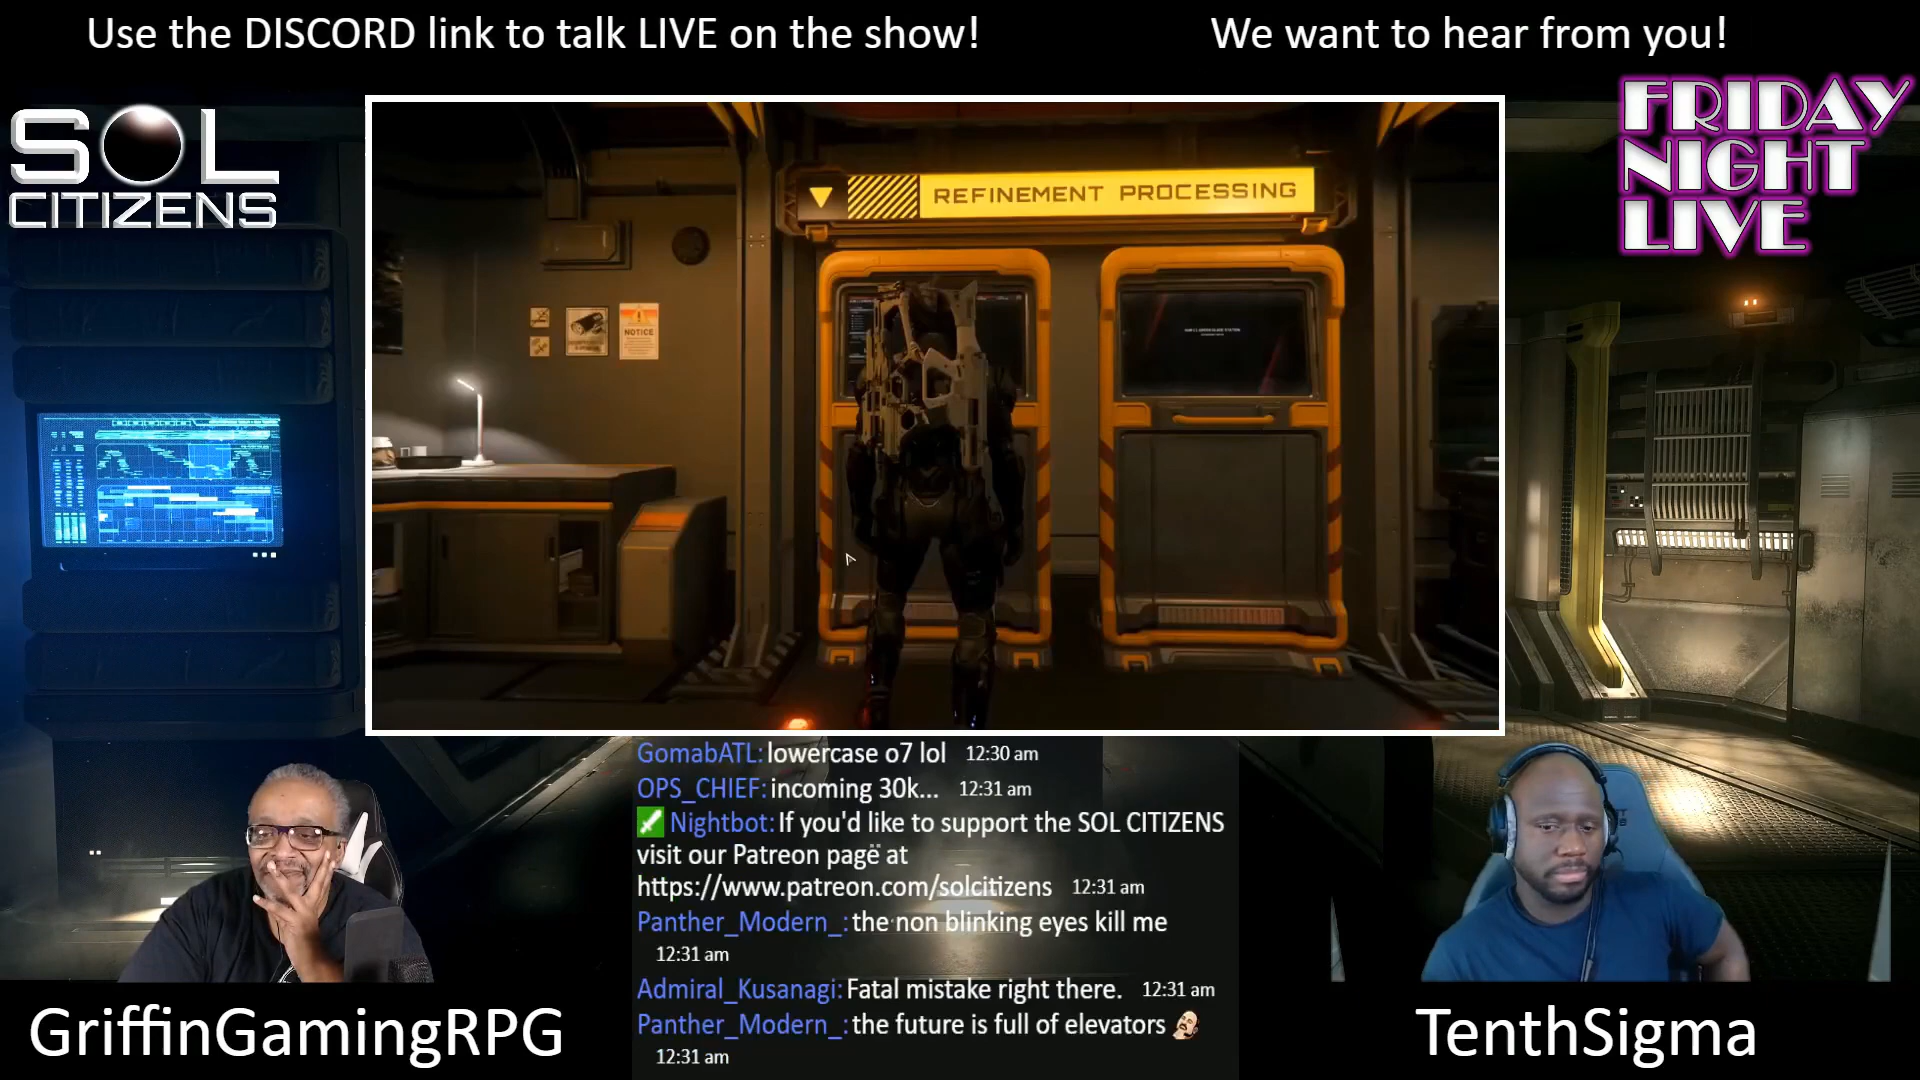 Use the DISCORD link to talk LIVE on the show!
We want to hear from you!
SOL
CITIZENS
FRIDAY
NIGHT
LIVE
REFINEMENT PROCESSING
NOTICE
GomabATL: lowercase o7 lol 12:30 am
OPS_CHIEF: incoming 30k... 12:31 am
Nightbot: If you'd like to support the SOL CITIZENS
visit our Patreon page at
https://www.patreon.com/solcitizens 12:31 am
Panther_Modern_: the non blinking eyes kill me
12:31 am
Admiral_Kusanagi: Fatal mistake right there. 12:31 am
Panther_Modern_: the future is full of elevators
12:31 am
GriffinGamingRPG
TenthSigma